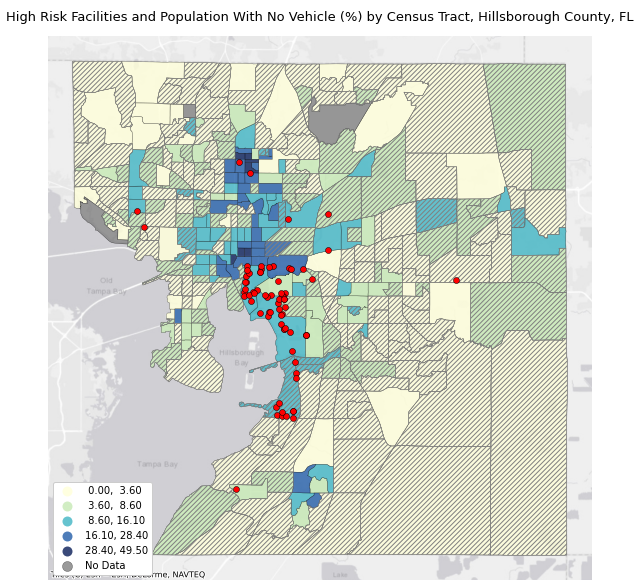 High Risk Facilities and Population With No Vehicle (%) by Census Tract, Hillsborough County, FL
Old
Tampa Bay
Hillsborough
Bay
Tampa Bay
0.00, 3.60
3.60, 8.60
8.60, 16.10
16.10, 28.40
28.40, 49.50
No Data
NAVTEQ
Lake